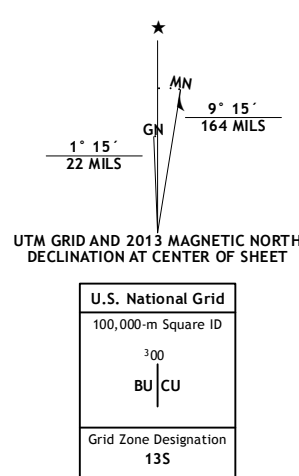 ★
MN
GN
9° 15´
164 MILS
1° 15´
22 MILS
UTM GRID AND 2013 MAGNETIC NORTH
DECLINATION AT CENTER OF SHEET
U.S. National Grid
100,000-m Square ID
³00
BU CU
Grid Zone Designation
13S